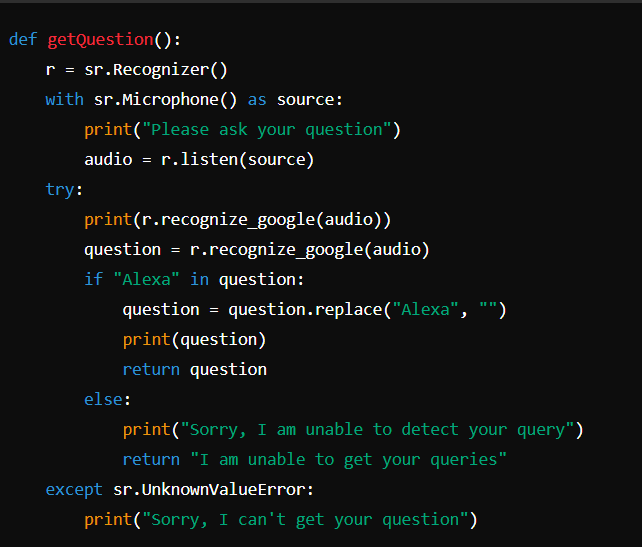 def getQuestion():
    r = sr.Recognizer()
    with sr.Microphone() as source:
        print("Please ask your question")
        audio = r.listen(source)
    try:
        print(r.recognize_google(audio))
        question = r.recognize_google(audio)
        if "Alexa" in question:
            question = question.replace("Alexa", "")
            print(question)
            return question
        else:
            print("Sorry, I am unable to detect your query")
            return "I am unable to get your queries"
    except sr.UnknownValueError:
        print("Sorry, I can't get your question")